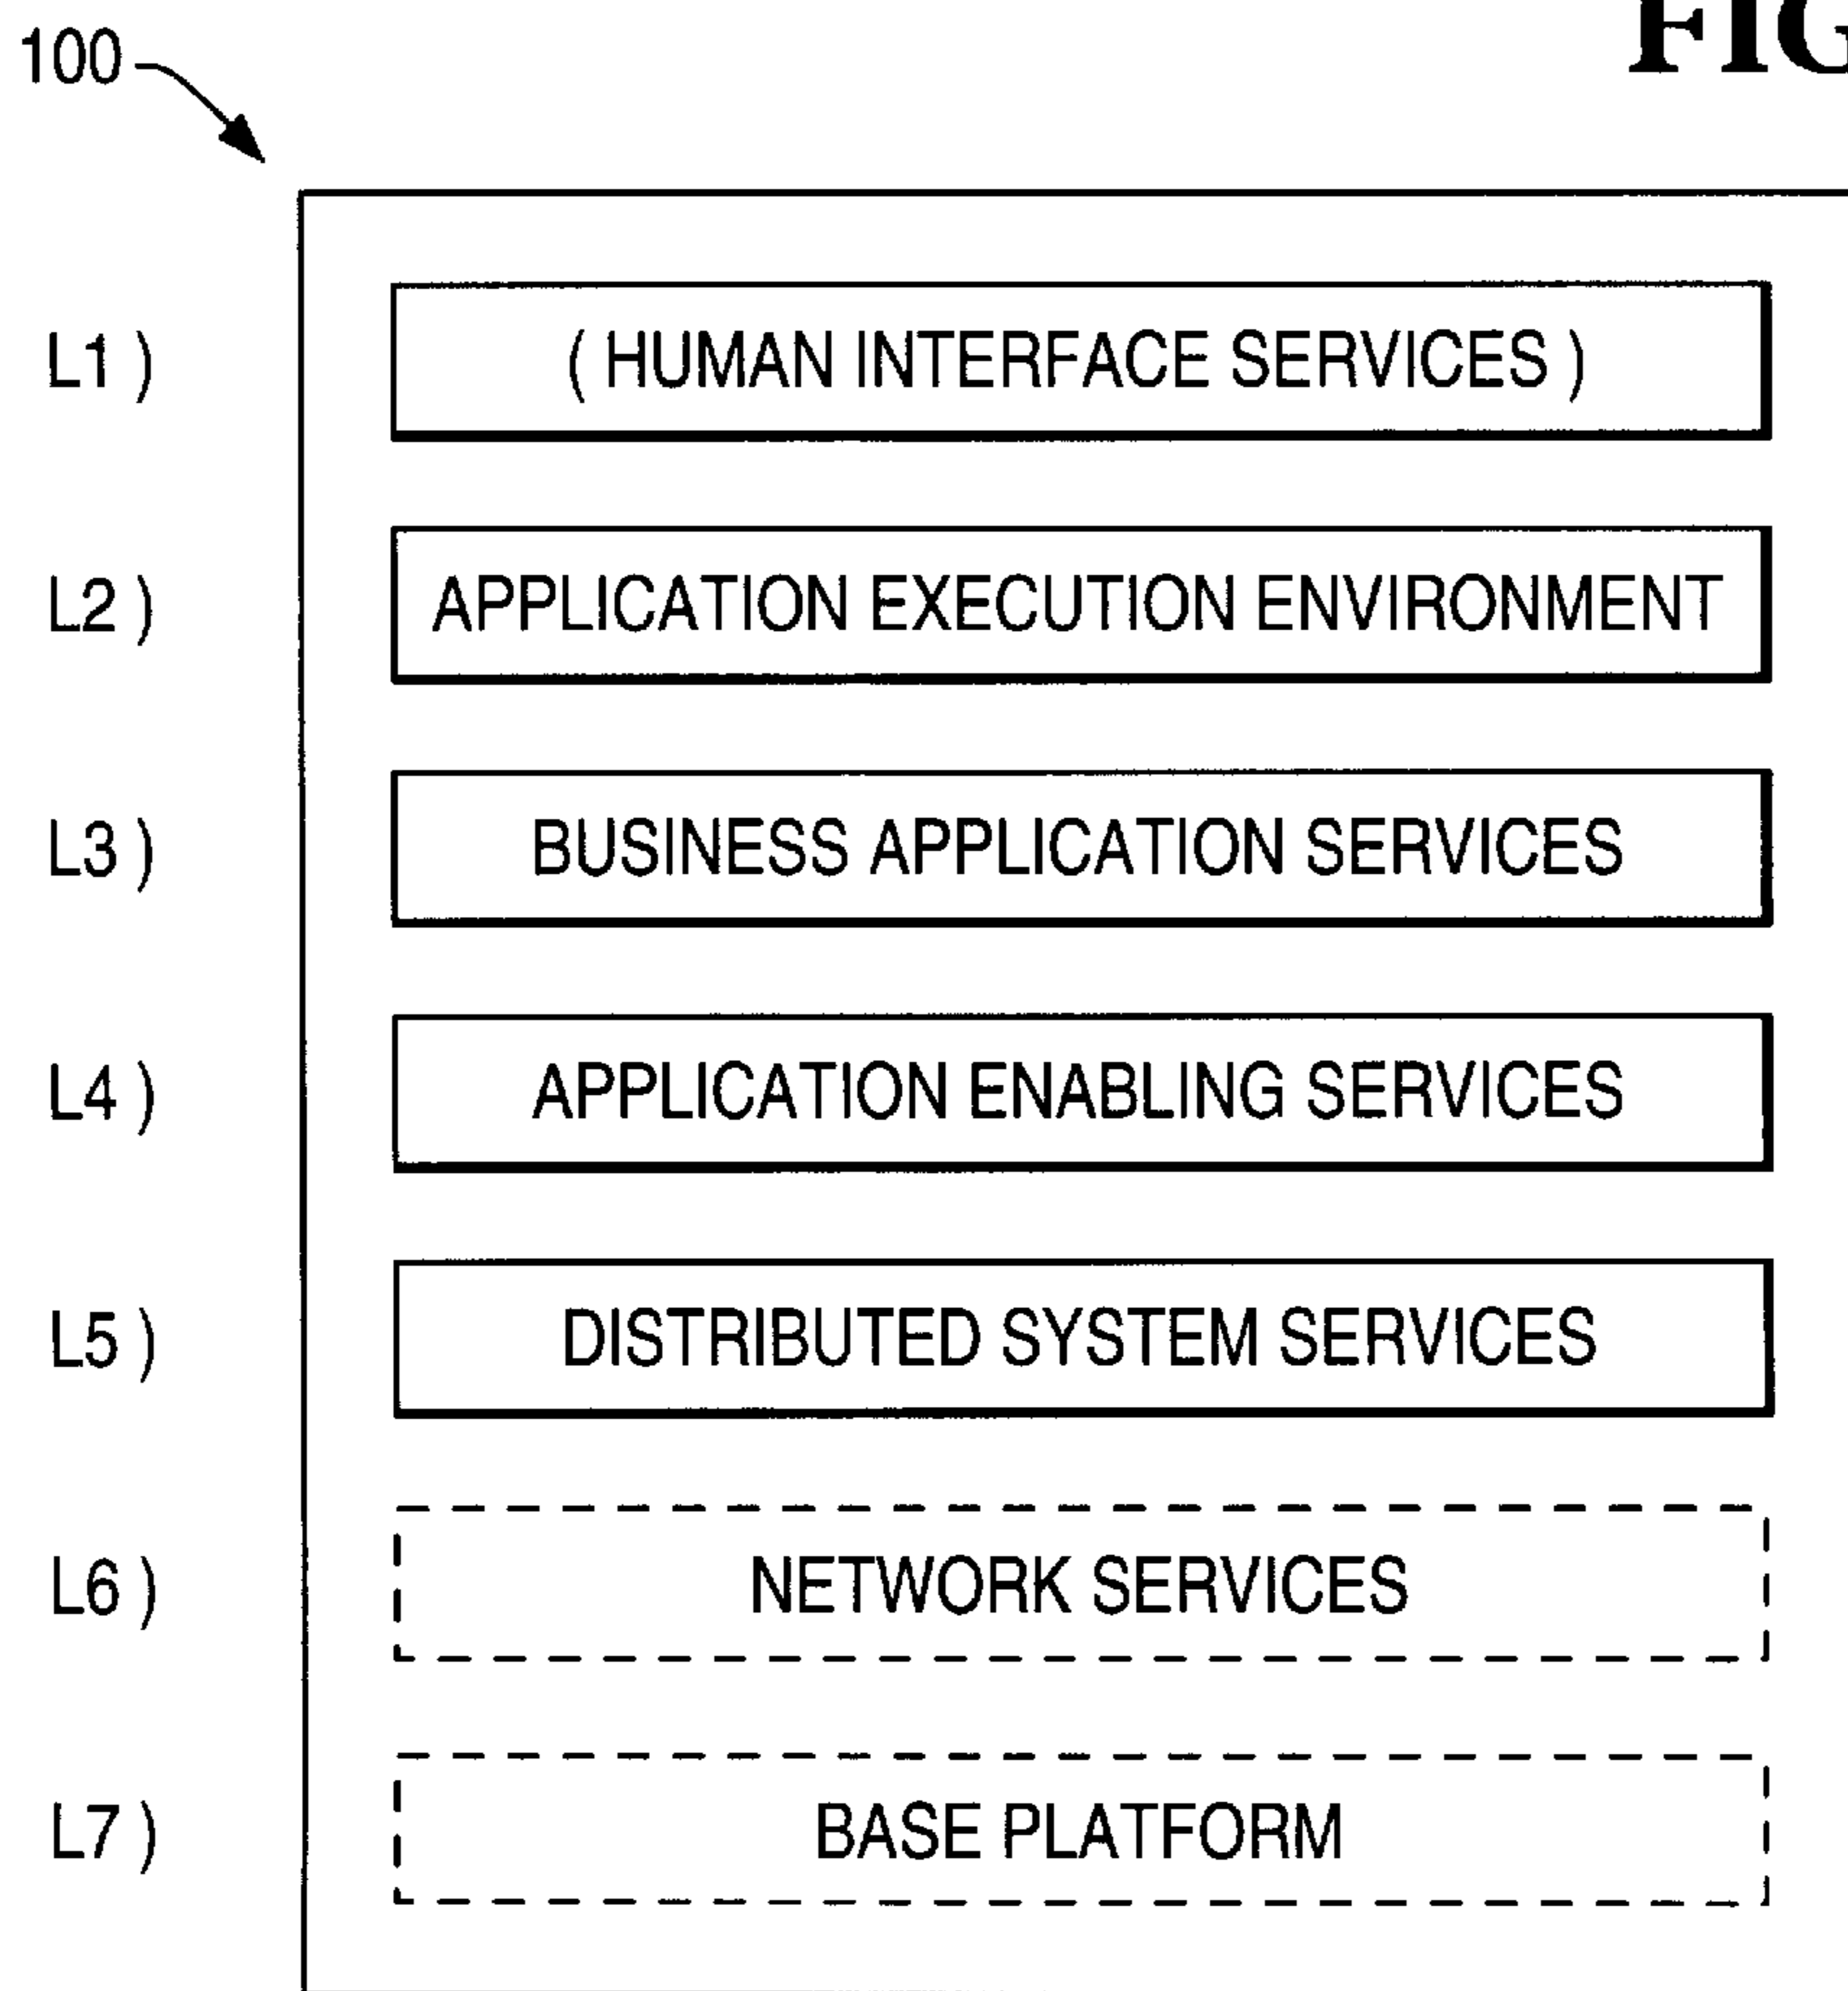 100
FIG
L1 ) ( HUMAN INTERFACE SERVICES )
L2 ) APPLICATION EXECUTION ENVIRONMENT
L3 ) BUSINESS APPLICATION SERVICES
L4 ) APPLICATION ENABLING SERVICES
L5 ) DISTRIBUTED SYSTEM SERVICES
L6 ) NETWORK SERVICES
L7 ) BASE PLATFORM